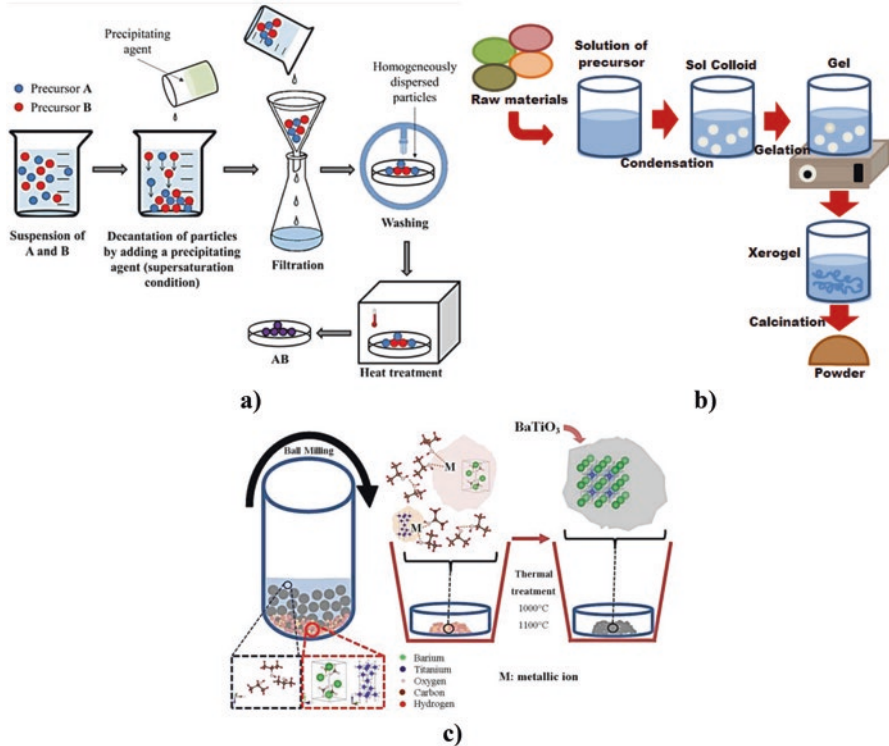 Precipitating
agent
Precursor A
Precursor B
Homogeneously
dispersed
particles
Suspension of
A and B
Decantation of particles
by adding a precipitating
agent (supersaturation
condition)
Filtration
Washing
AB
Heat treatment
a)
Raw materials
Solution of
precursor
Condensation
Sol Colloid
Gelation
Gel
Xerogel
Calcination
Powder
b)
Ball Milling
M
M
BaTiO₃
Thermal
treatment
1000°C
1100°C
Barium
Titanium
Oxygen
Carbon
Hydrogen
M: metallic ion
c)